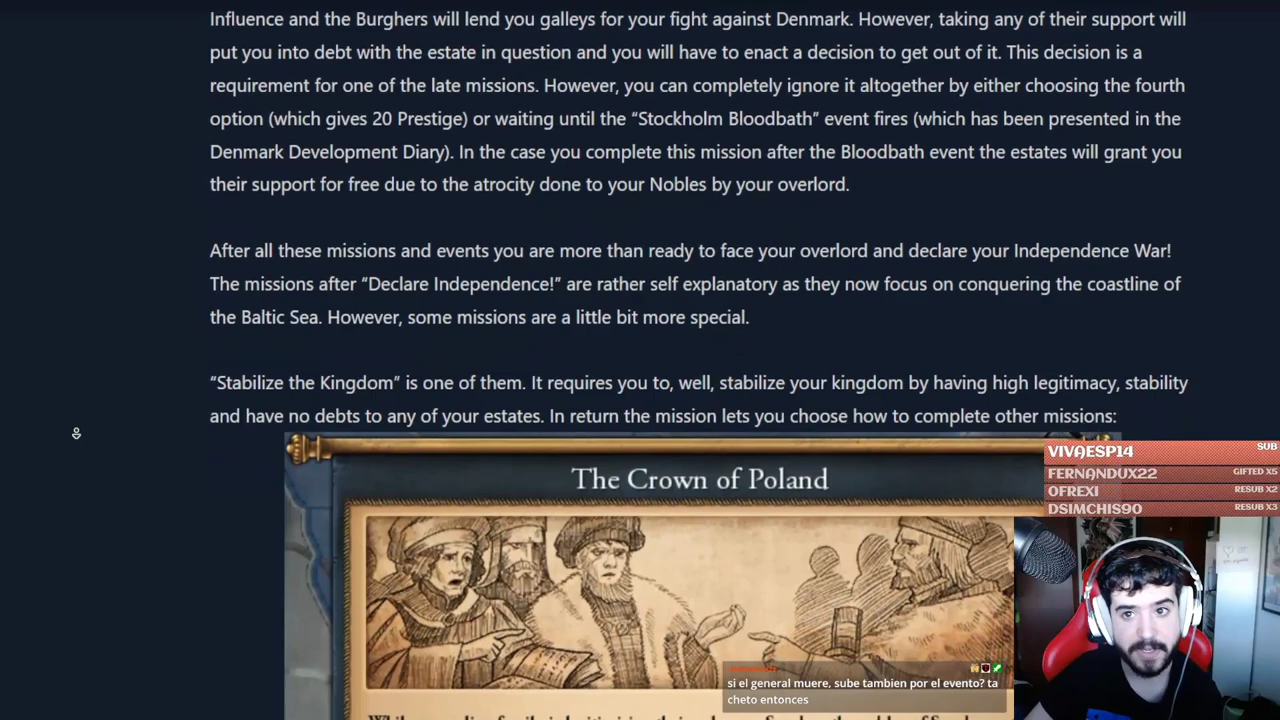 Influence and the Burghers will lend you galleys for your fight against Denmark. However, taking any of their support will
put you into debt with the estate in question and you will have to enact a decision to get out of it. This decision is a
requirement for one of the late missions. However, you can completely ignore it altogether by either choosing the fourth
option (which gives 20 Prestige) or waiting until the “Stockholm Bloodbath” event fires (which has been presented in the
Denmark Development Diary). In the case you complete this mission after the Bloodbath event the estates will grant you
their support for free due to the atrocity done to your Nobles by your overlord.
After all these missions and events you are more than ready to face your overlord and declare your Independence War!
The missions after “Declare Independence!” are rather self explanatory as they now focus on conquering the coastline of
the Baltic Sea. However, some missions are a little bit more special.
“Stabilize the Kingdom” is one of them. It requires you to, well, stabilize your kingdom by having high legitimacy, stability
and have no debts to any of your estates. In return the mission lets you choose how to complete other missions:
The Crown of Poland
VIVAESP14 SUB
FERNANDUX22 GIFTED X5
OFREXI RESUB X2
DSIMCHIS90 RESUB X3
si el general muere, sube tambien por el evento? ta
cheto entonces